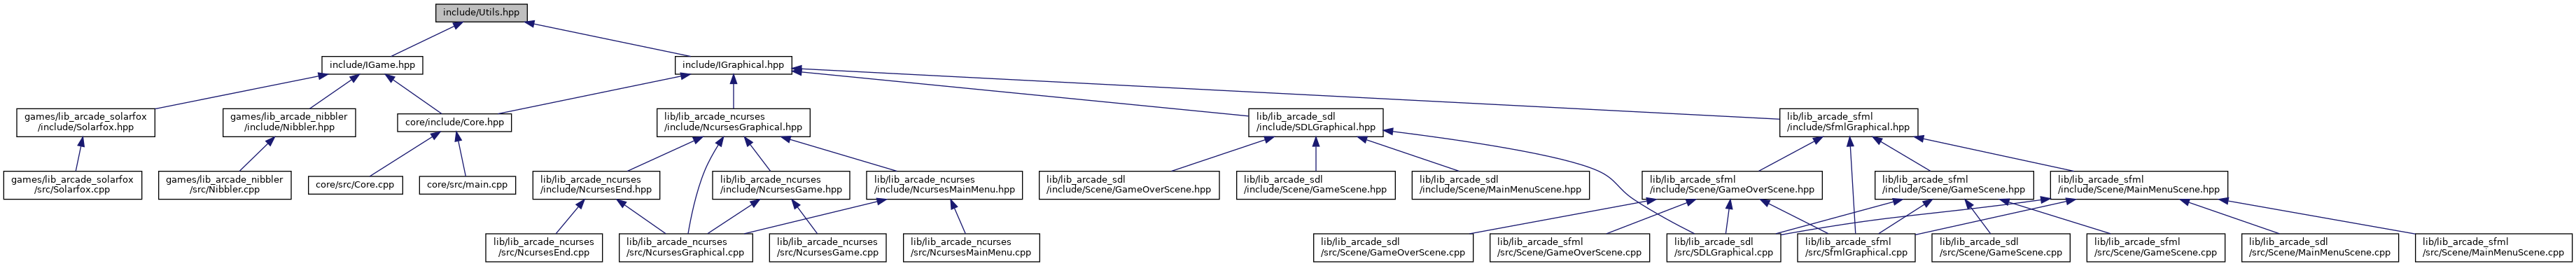 include/Utils.hpp
include/IGame.hpp
include/IGraphical.hpp
games/lib_arcade_solarfox
/include/Solarfox.hpp
games/lib_arcade_nibbler
/include/Nibbler.hpp
core/include/Core.hpp
lib/lib_arcade_ncurses
/include/NcursesGraphical.hpp
lib/lib_arcade_sdl
/include/SDLGraphical.hpp
lib/lib_arcade_sfml
/include/SfmlGraphical.hpp
games/lib_arcade_solarfox
/src/Solarfox.cpp
games/lib_arcade_nibbler
/src/Nibbler.cpp
core/src/Core.cpp
core/src/main.cpp
lib/lib_arcade_ncurses
/include/NcursesEnd.hpp
lib/lib_arcade_ncurses
/include/NcursesGame.hpp
lib/lib_arcade_ncurses
/include/NcursesMainMenu.hpp
lib/lib_arcade_sdl
/include/Scene/GameOverScene.hpp
lib/lib_arcade_sdl
/include/Scene/GameScene.hpp
lib/lib_arcade_sdl
/include/Scene/MainMenuScene.hpp
lib/lib_arcade_sfml
/include/Scene/GameOverScene.hpp
lib/lib_arcade_sfml
/include/Scene/GameScene.hpp
lib/lib_arcade_sfml
/include/Scene/MainMenuScene.hpp
lib/lib_arcade_ncurses
/src/NcursesEnd.cpp
lib/lib_arcade_ncurses
/src/NcursesGraphical.cpp
lib/lib_arcade_ncurses
/src/NcursesGame.cpp
lib/lib_arcade_ncurses
/src/NcursesMainMenu.cpp
lib/lib_arcade_sdl
/src/Scene/GameOverScene.cpp
lib/lib_arcade_sfml
/src/Scene/GameOverScene.cpp
lib/lib_arcade_sdl
/src/SDLGraphical.cpp
lib/lib_arcade_sfml
/src/SfmlGraphical.cpp
lib/lib_arcade_sdl
/src/Scene/GameScene.cpp
lib/lib_arcade_sfml
/src/Scene/GameScene.cpp
lib/lib_arcade_sdl
/src/Scene/MainMenuScene.cpp
lib/lib_arcade_sfml
/src/Scene/MainMenuScene.cpp